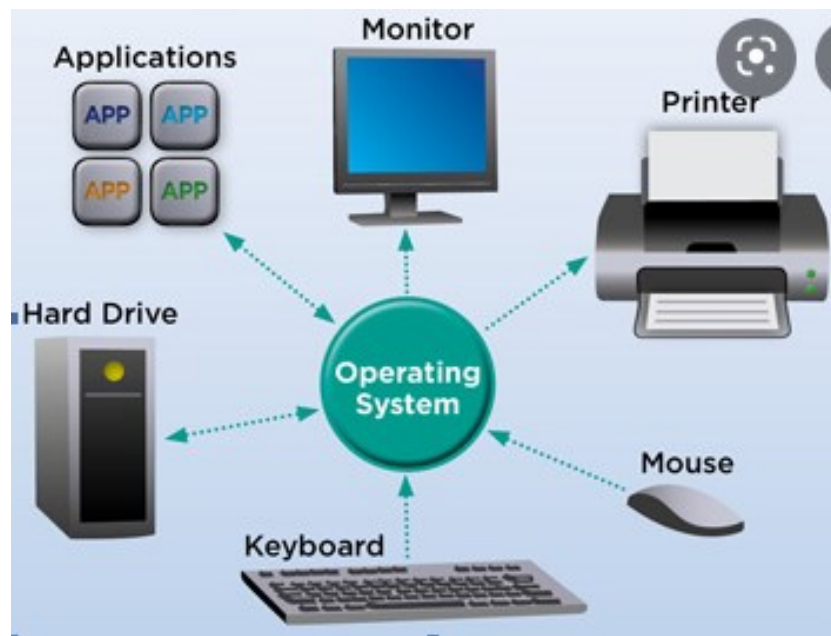 Monitor
Applications
APP APP
APP APP
Printer
Hard Drive
Operating
System
Mouse
Keyboard